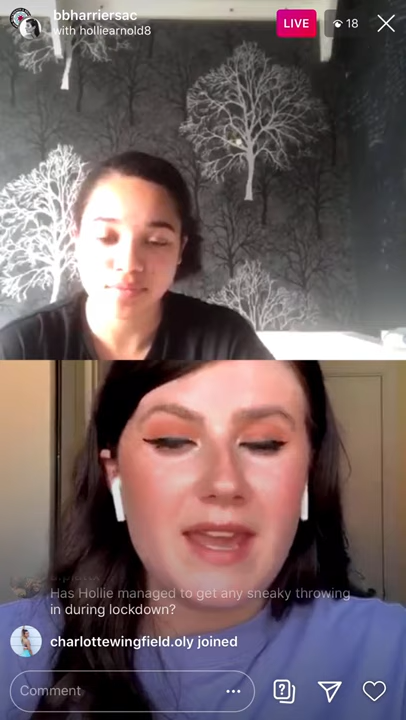 bbharriersac
with holliearnold8
LIVE
18
Has Hollie managed to get any sneaky throwing
in during lockdown?
charlottewingfield.oly joined
Comment